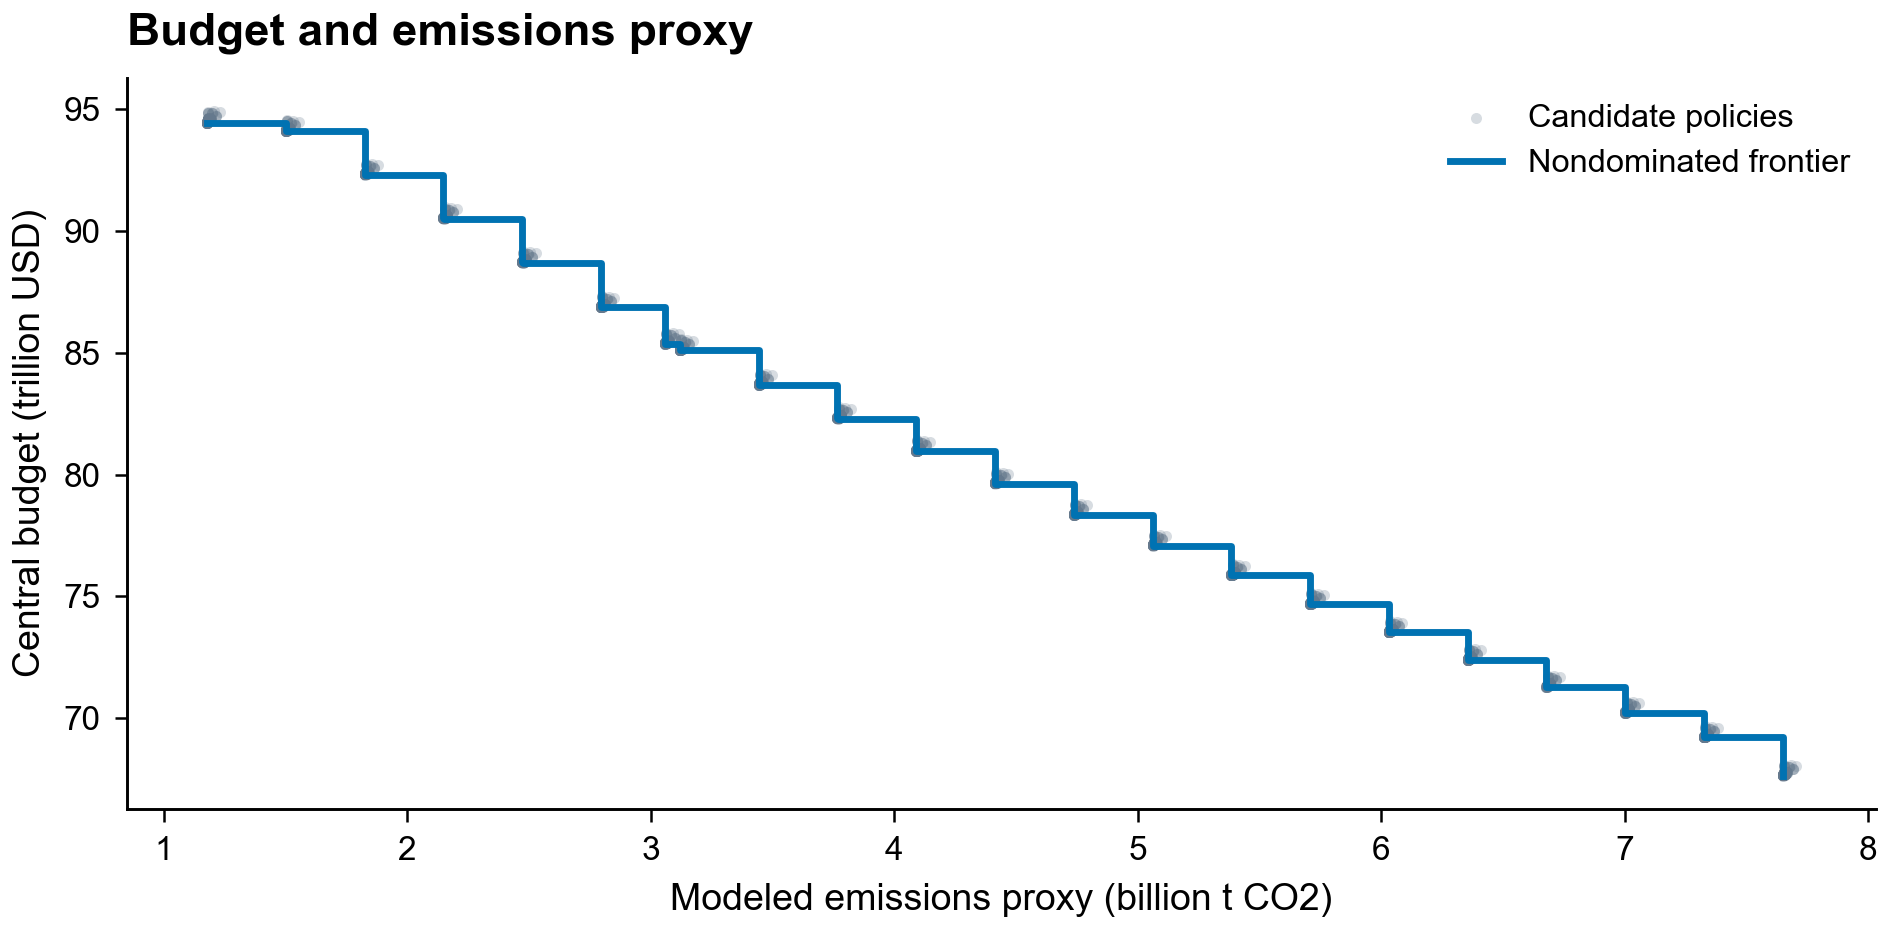 Budget and emissions proxy
Candidate policies
Nondominated frontier
Central budget (trillion USD)
95
90
85
80
75
70
1 2 3 4 5 6 7 8
Modeled emissions proxy (billion t CO2)